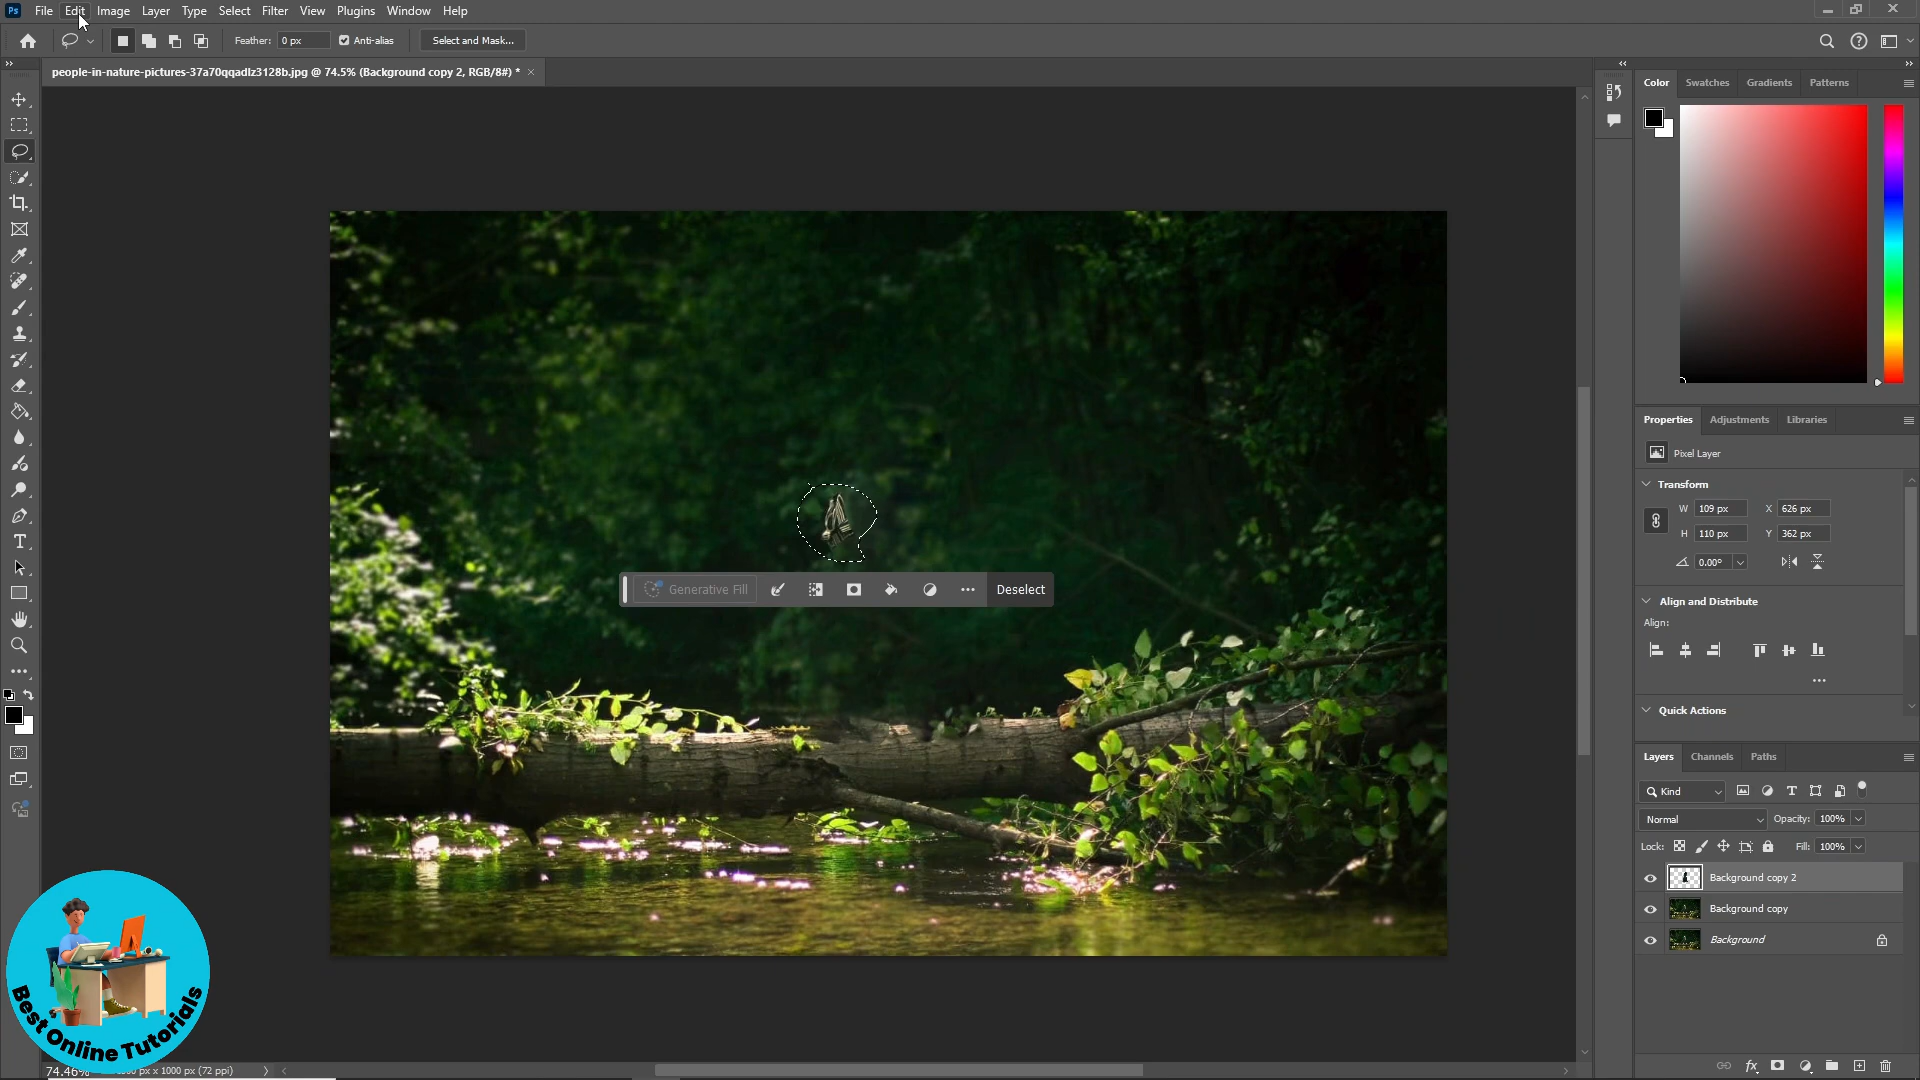 Ps File Edit Image Layer Type Select Filter View Plugins Window Help
Feather: 0 px Anti-alias Select and Mask...
people-in-nature-pictures-37a70qqadlz3128b.jpg @ 74.5% (Background copy 2, RGB/8#) *
Color Swatches Gradients Patterns
Properties Adjustments Libraries
Pixel Layer
Transform
W 109 px X 626 px
H 110 px Y 362 px
0.00°
Align and Distribute
Align:
Quick Actions
Generative Fill Deselect
Layers Channels Paths
Kind
Normal Opacity: 100%
Lock: Fill: 100%
Background copy 2
Background copy
Background
Best Online Tutorials
74.46% px x 1000 px (72 ppi)